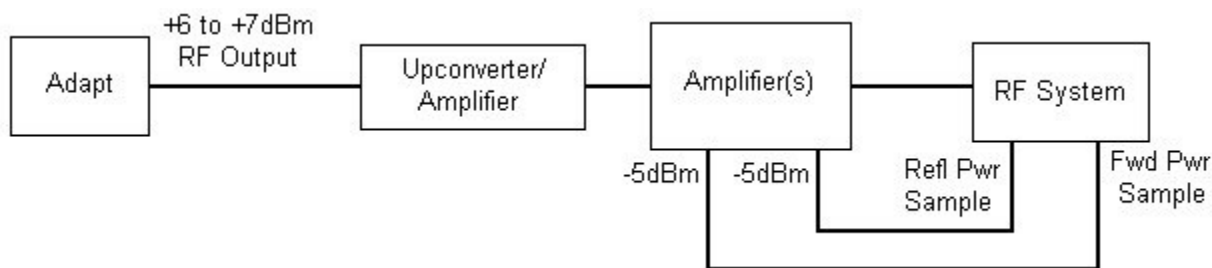 +6 to +7dBm
RF Output
Adapt
Upconverter/
Amplifier
Amplifier(s)
RF System
-5dBm
-5dBm
Refl Pwr
Sample
Fwd Pwr
Sample